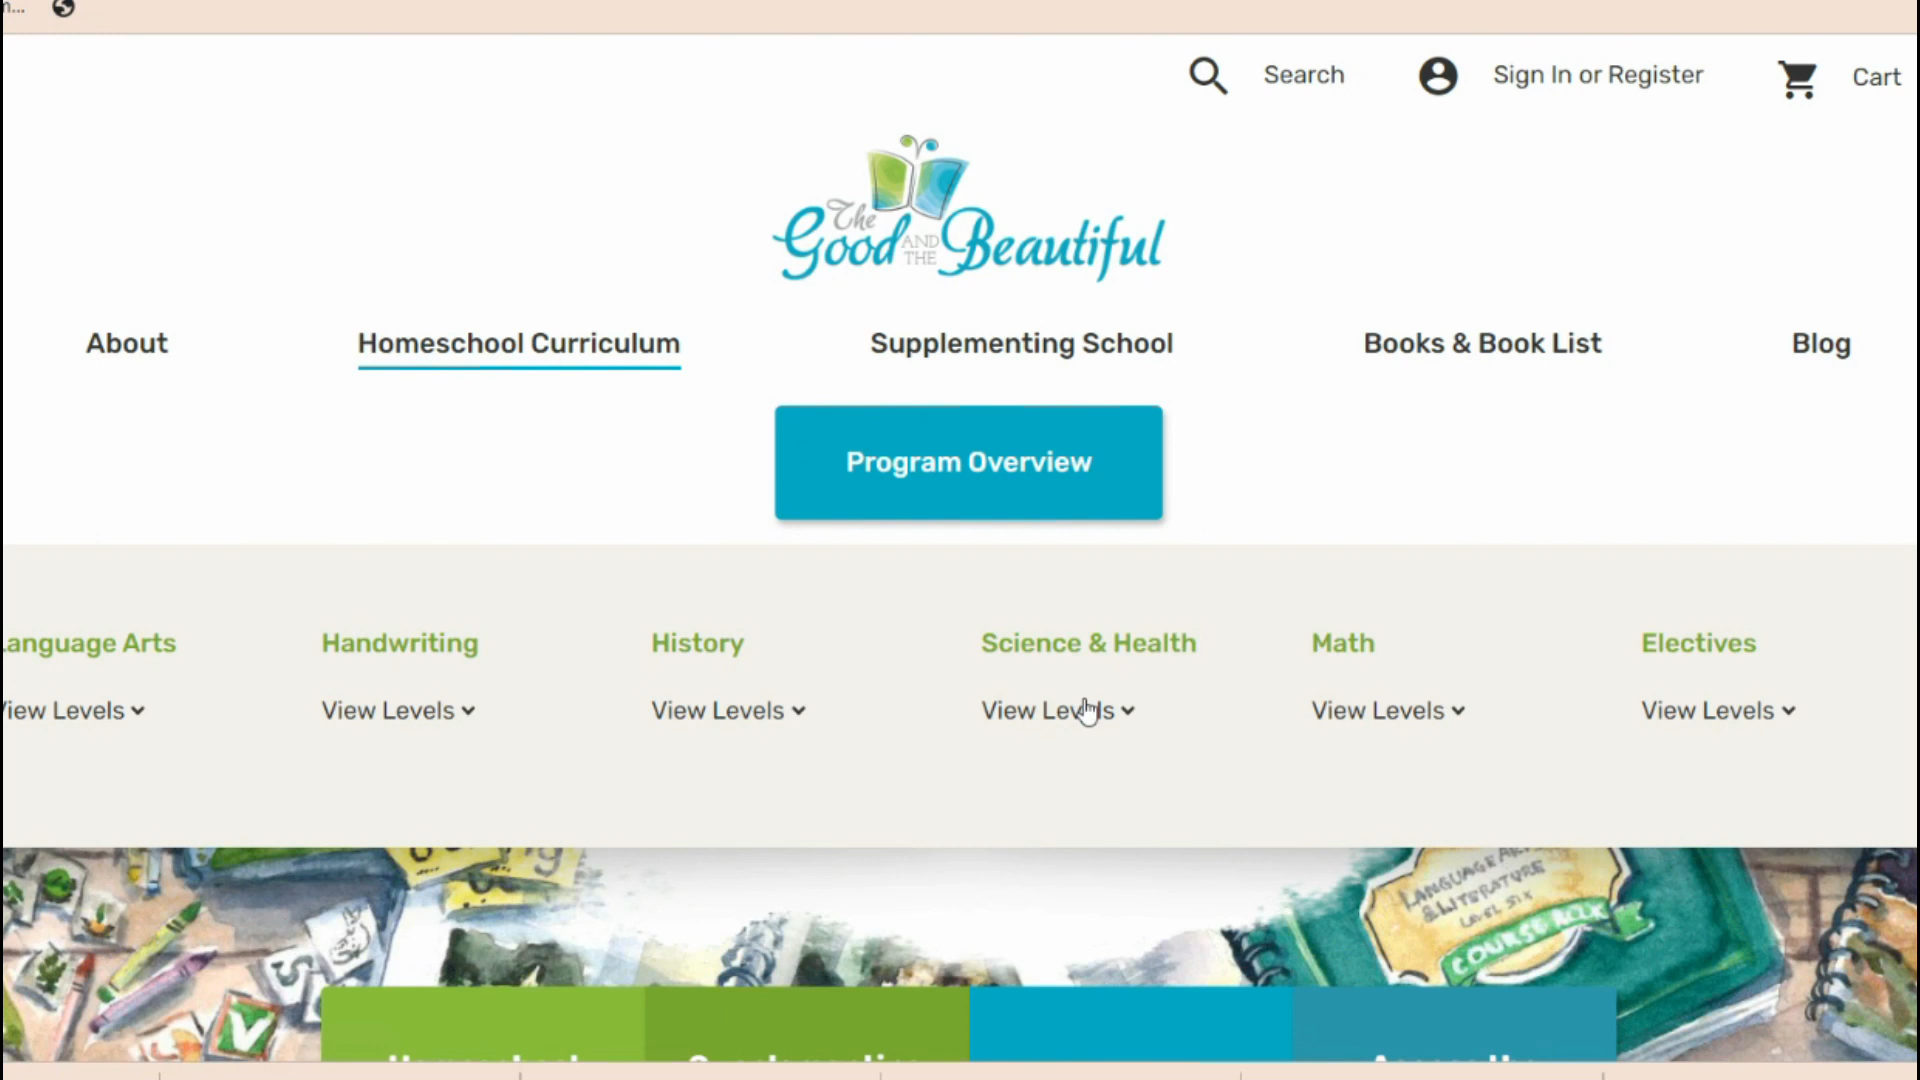 Search
Sign In or Register
Cart
The
Good AND THE Beautiful
About
Homeschool Curriculum
Supplementing School
Books & Book List
Blog
Program Overview
Language Arts
Handwriting
History
Science & Health
Math
Electives
View Levels
View Levels
View Levels
View Levels
View Levels
View Levels
LANGUAGE ARTS
& LITERATURE
LEVEL SIX
COURSE BOOK